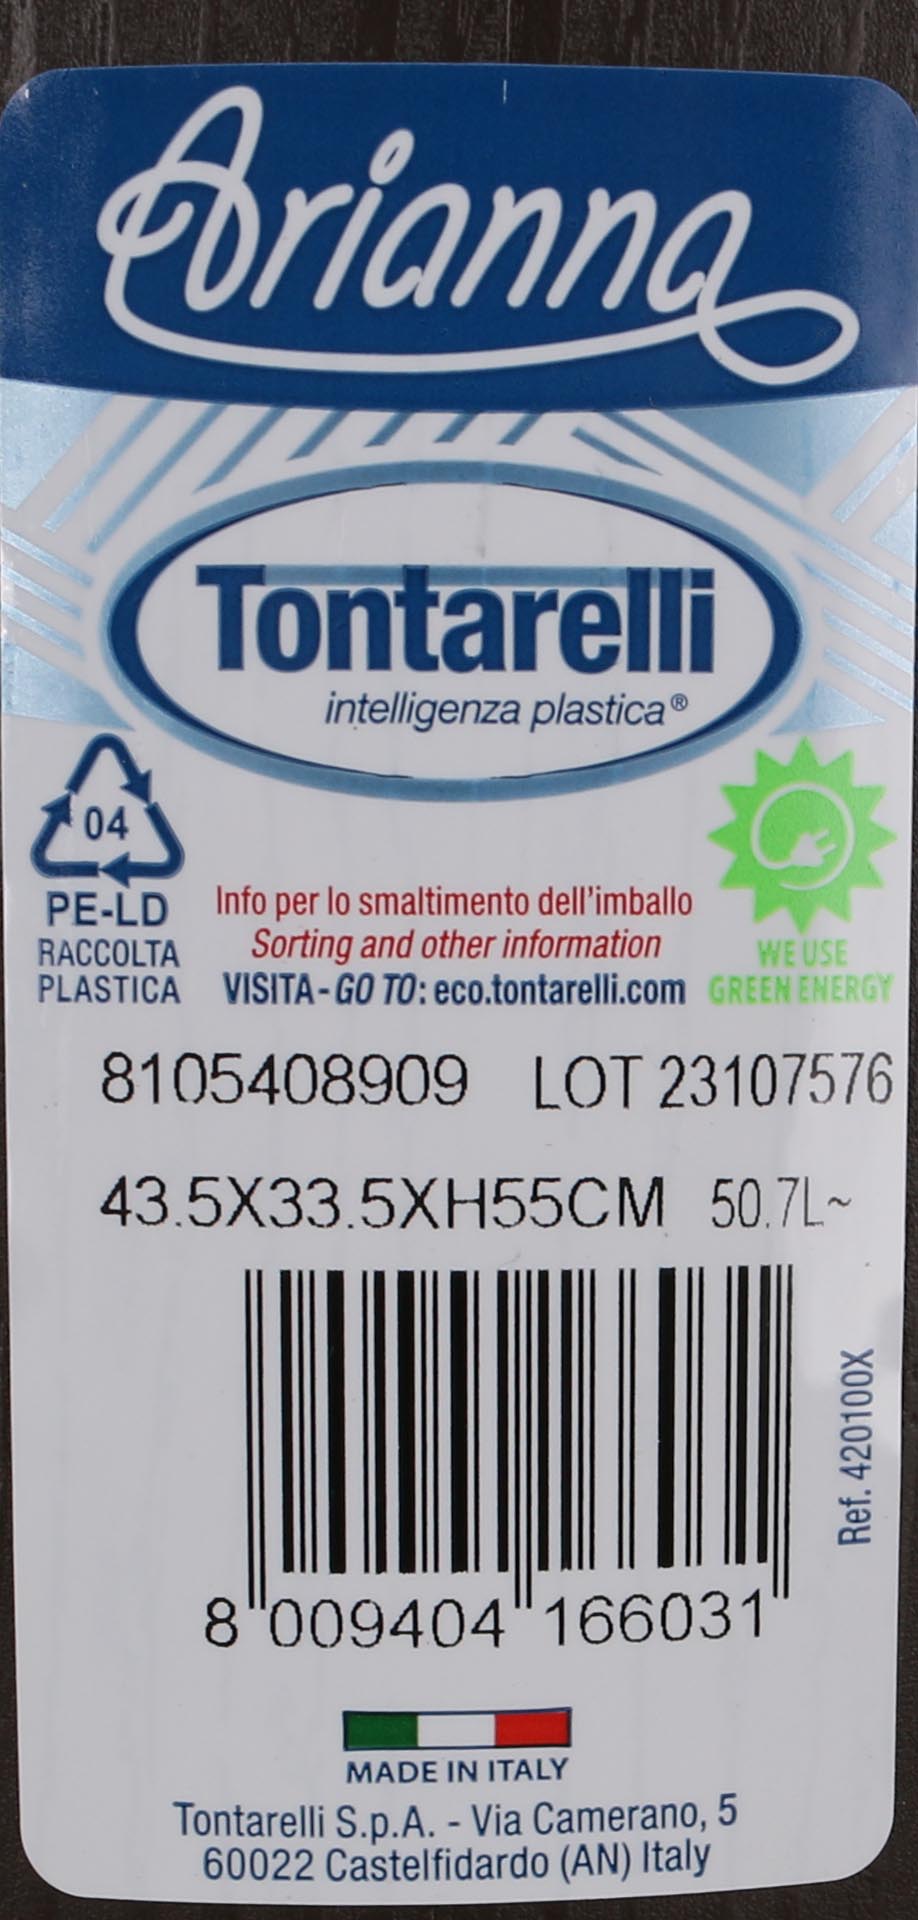 Arianna
Tontarelli
intelligenza plastica®
04
PE-LD
RACCOLTA
PLASTICA
Info per lo smaltimento dell'imballo
Sorting and other information
VISITA - GO TO: eco.tontarelli.com
WE USE
GREEN ENERGY
8105408909 LOT 23107576
43.5X33.5XH55CM 50.7L~
Ref. 420100X
8 009404 166031
MADE IN ITALY
Tontarelli S.p.A. - Via Camerano, 5
60022 Castelfidardo (AN) Italy